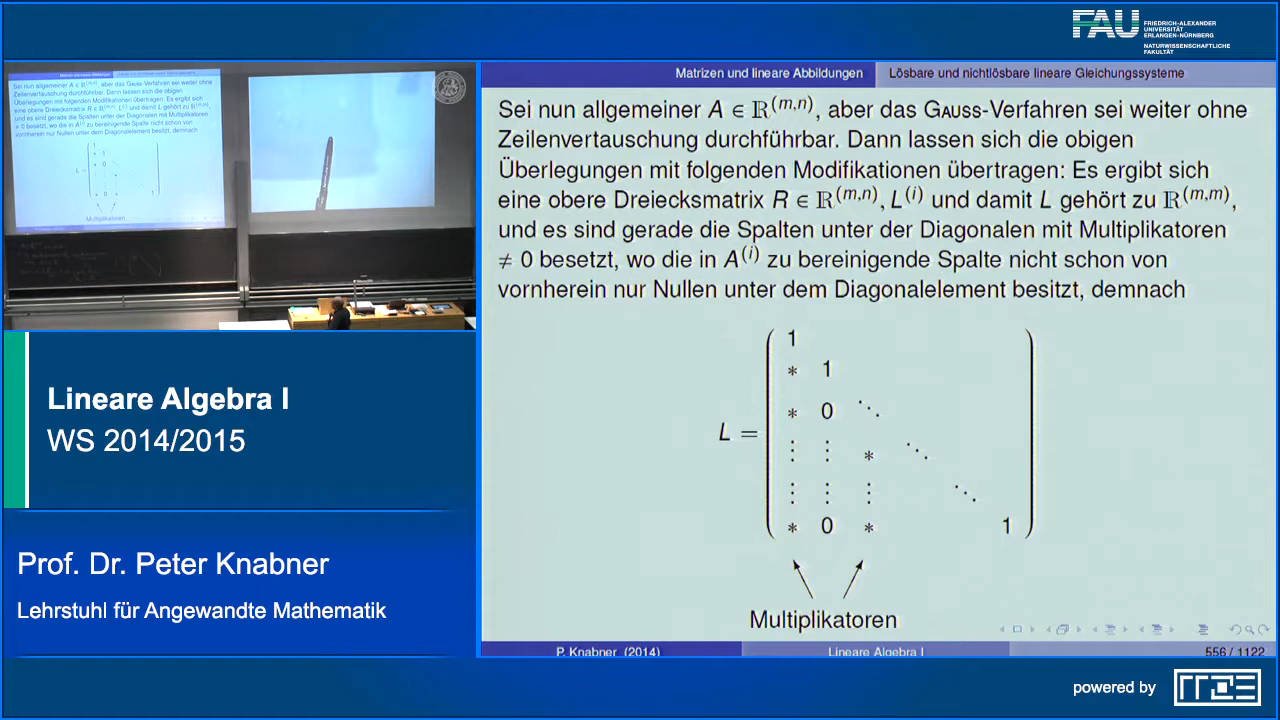 FAU FRIEDRICH-ALEXANDER
UNIVERSITÄT
ERLANGEN-NÜRNBERG
NATURWISSENSCHAFTLICHE
FAKULTÄT
Matrizen und lineare Abbildungen Lösbare und nichtlösbare lineare Gleichungssysteme
Sei nun allgemeiner A ∈ ℝ^(m,n), aber das GAUSS-Verfahren sei weiter ohne
Zeilenvertauschung durchführbar. Dann lassen sich die obigen
Überlegungen mit folgenden Modifikationen übertragen: Es ergibt sich
eine obere Dreiecksmatrix R ∈ ℝ^(m,n), L^(i) und damit L gehört zu ℝ^(m,m),
und es sind gerade die Spalten unter der Diagonalen mit Multiplikatoren
≠ 0 besetzt, wo die in A^(i) zu bereinigende Spalte nicht schon von
vornherein nur Nullen unter dem Diagonalelement besitzt, demnach
1
* 1
* 0 ⋱
L = ⋮ ⋮ * ⋱
⋮ ⋮ ⋮ ⋱
* 0 * 1
Multiplikatoren
P. Knabner (2014) Lineare Algebra I 556 / 1122
Lineare Algebra I
WS 2014/2015
Prof. Dr. Peter Knabner
Lehrstuhl für Angewandte Mathematik
powered by